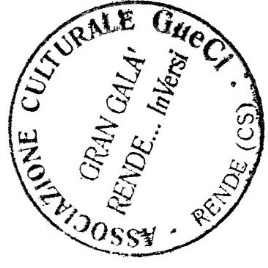 ASSOCIAZIONE CULTURALE GueCi · RENDE (CS) ·
GRAN GALA'
RENDE... InVersi